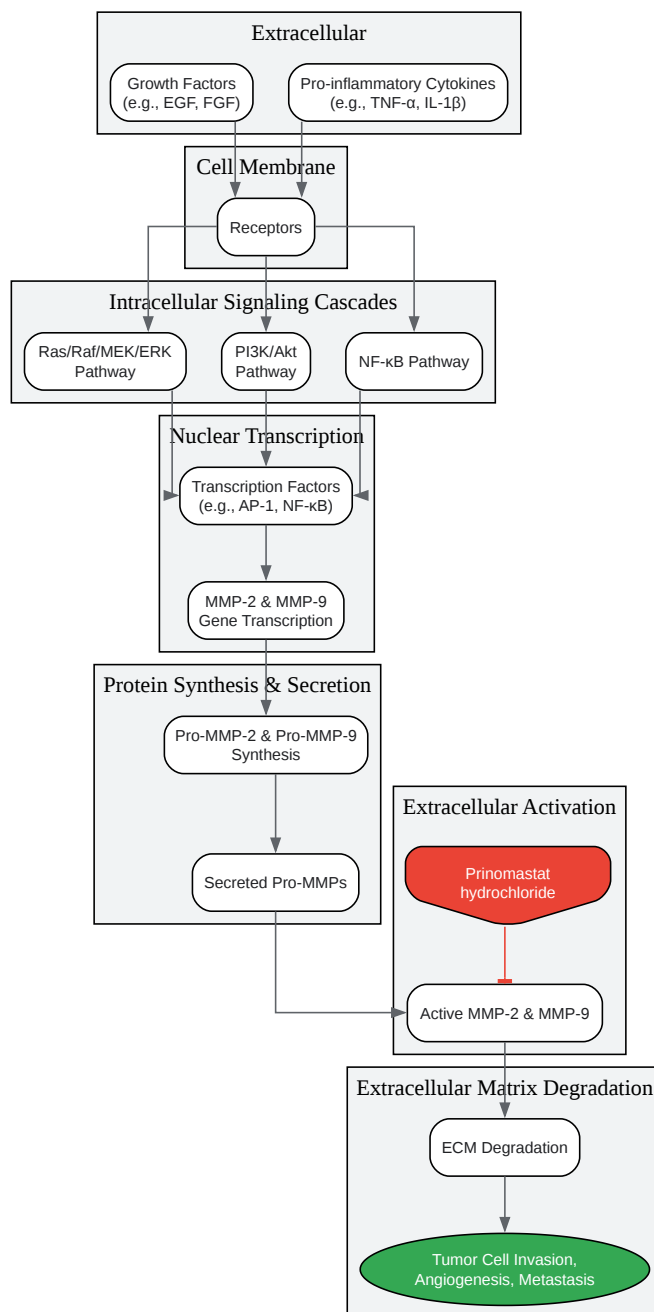 Extracellular
Growth Factors
(e.g., EGF, FGF)
Pro-inflammatory Cytokines
(e.g., TNF-α, IL-1β)
Cell Membrane
Receptors
Intracellular Signaling Cascades
Ras/Raf/MEK/ERK
Pathway
PI3K/Akt
Pathway
NF-κB Pathway
Nuclear Transcription
Transcription Factors
(e.g., AP-1, NF-κB)
MMP-2 & MMP-9
Gene Transcription
Protein Synthesis & Secretion
Pro-MMP-2 & Pro-MMP-9
Synthesis
Secreted Pro-MMPs
Extracellular Activation
Prinomastat
hydrochloride
Active MMP-2 & MMP-9
Extracellular Matrix Degradation
ECM Degradation
Tumor Cell Invasion,
Angiogenesis, Metastasis